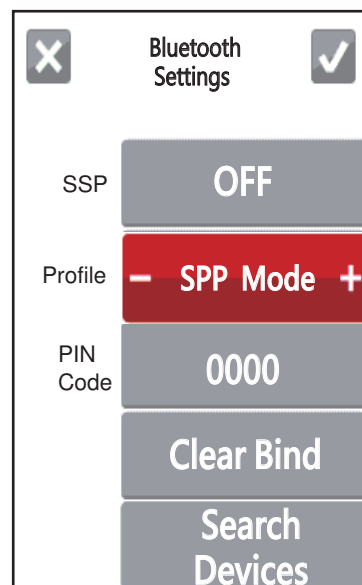 Bluetooth
Settings
SSP OFF
Profile − SPP Mode +
PIN
Code
0000
Clear Bind
Search
Devices